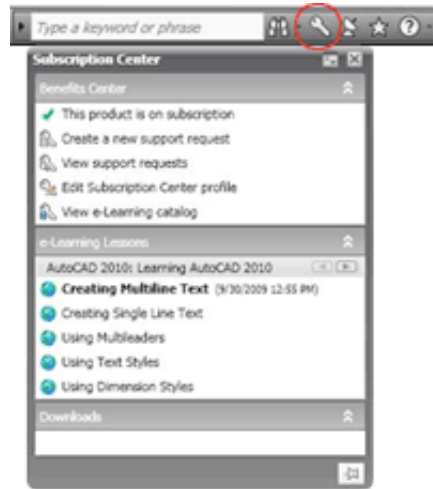 Type a keyword or phrase
Subscription Center
Benefits Center
This product is on subscription
Create a new support request
View support requests
Edit Subscription Center profile
View e-Learning catalog
e-Learning Lessons
AutoCAD 2010: Learning AutoCAD 2010
Creating Multiline Text (9/30/2009 12:55 PM)
Creating Single Line Text
Using Multileaders
Using Text Styles
Using Dimension Styles
Downloads